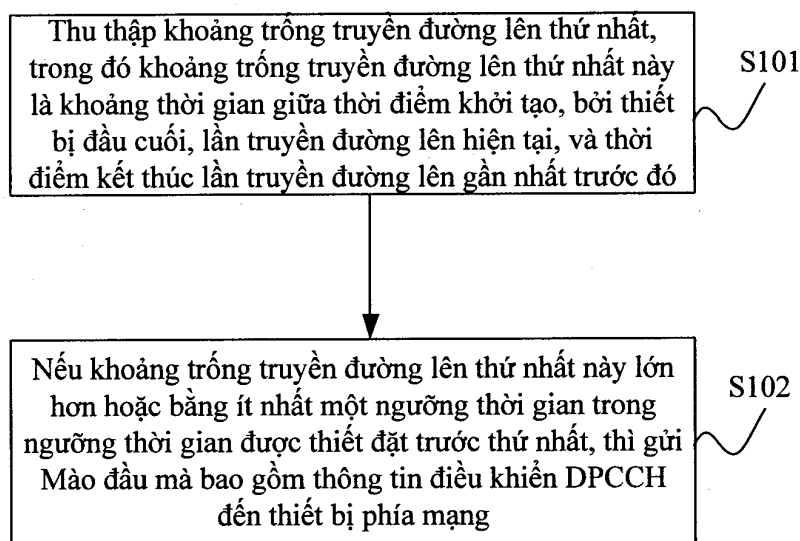 Thu thập khoảng trống truyền đường lên thứ nhất,
trong đó khoảng trống truyền đường lên thứ nhất này
là khoảng thời gian giữa thời điểm khởi tạo, bởi thiết
bị đầu cuối, lần truyền đường lên hiện tại, và thời
điểm kết thúc lần truyền đường lên gần nhất trước đó
S101
Nếu khoảng trống truyền đường lên thứ nhất này lớn
hơn hoặc bằng ít nhất một ngưỡng thời gian trong
ngưỡng thời gian được thiết đặt trước thứ nhất, thì gửi
Mào đầu mà bao gồm thông tin điều khiển DPCCH
đến thiết bị phía mạng
S102